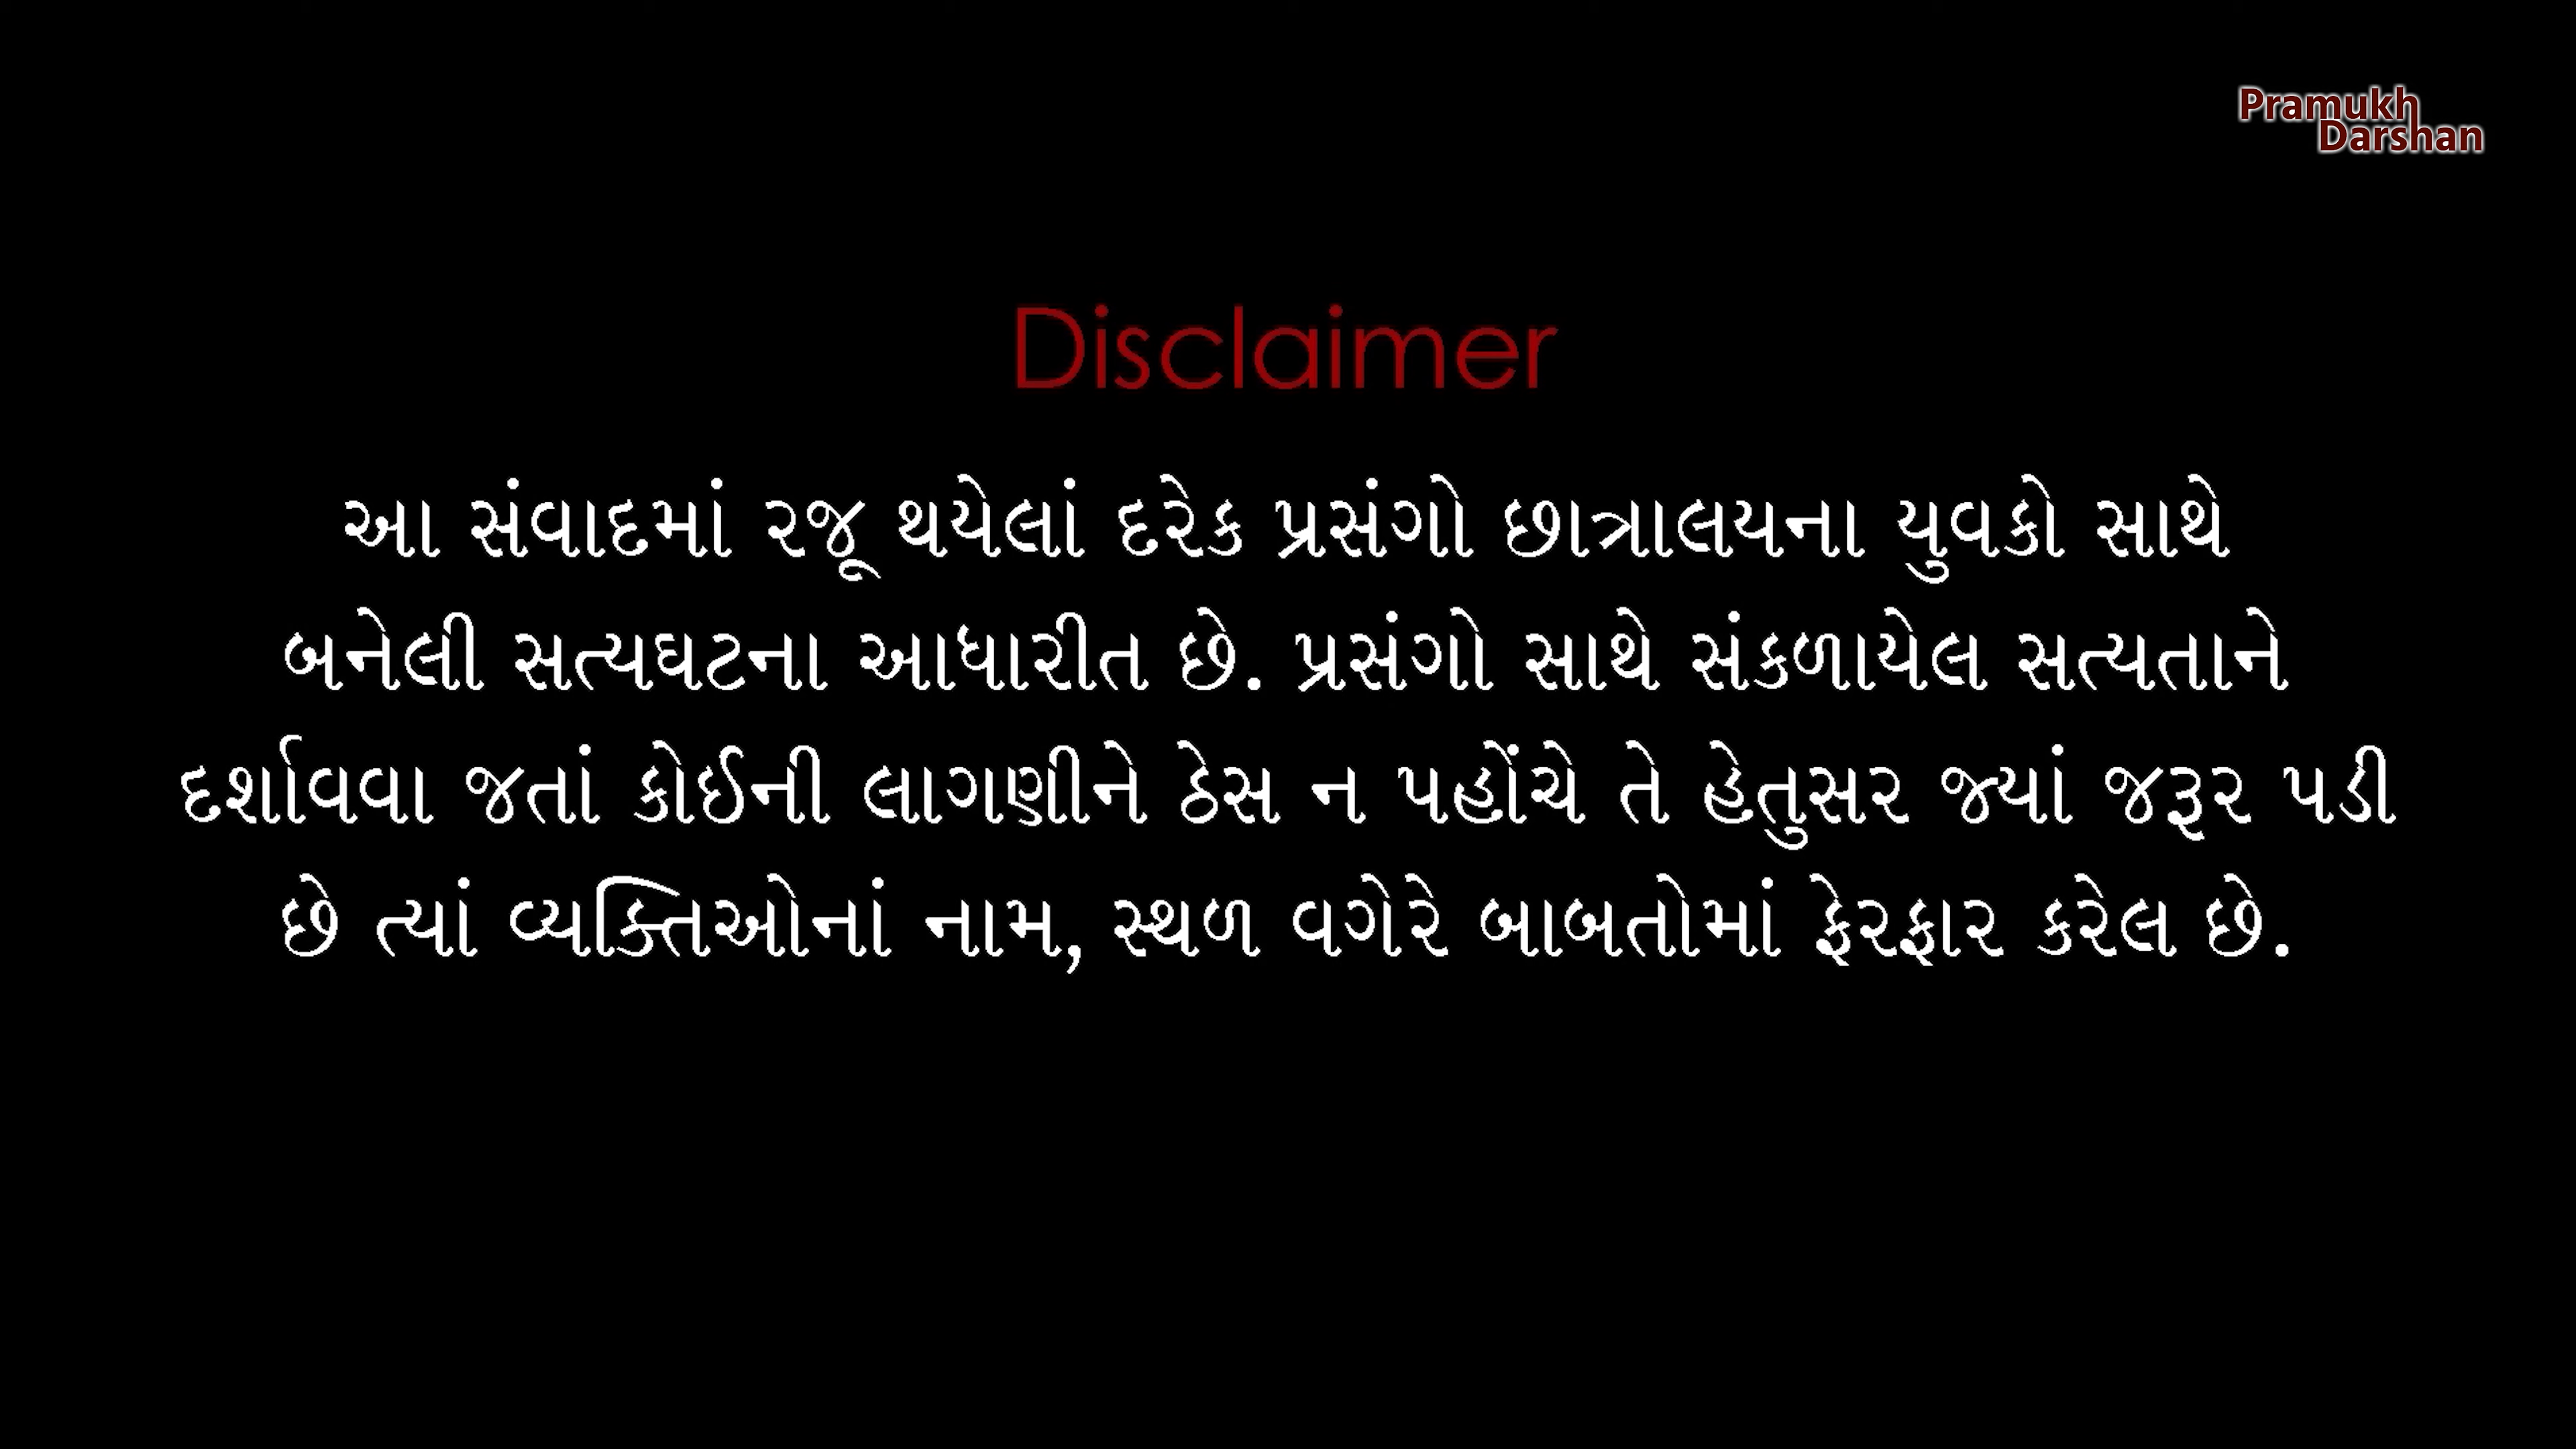 Pramukh
Darshan
Disclaimer
આ સંવાદમાં રજૂ થયેલાં દરેક પ્રસંગો છાત્રાલયના યુવકો સાથે
બનેલી સત્યઘટના આધારીત છે. પ્રસંગો સાથે સંકળાયેલ સત્યતાને
દર્શાવવા જતાં કોઈની લાગણીને ઠેસ ન પહોંચે તે હેતુસર જ્યાં જરૂર પડી
છે ત્યાં વ્યક્તિઓનાં નામ, સ્થળ વગેરે બાબતોમાં ફેરફાર કરેલ છે.